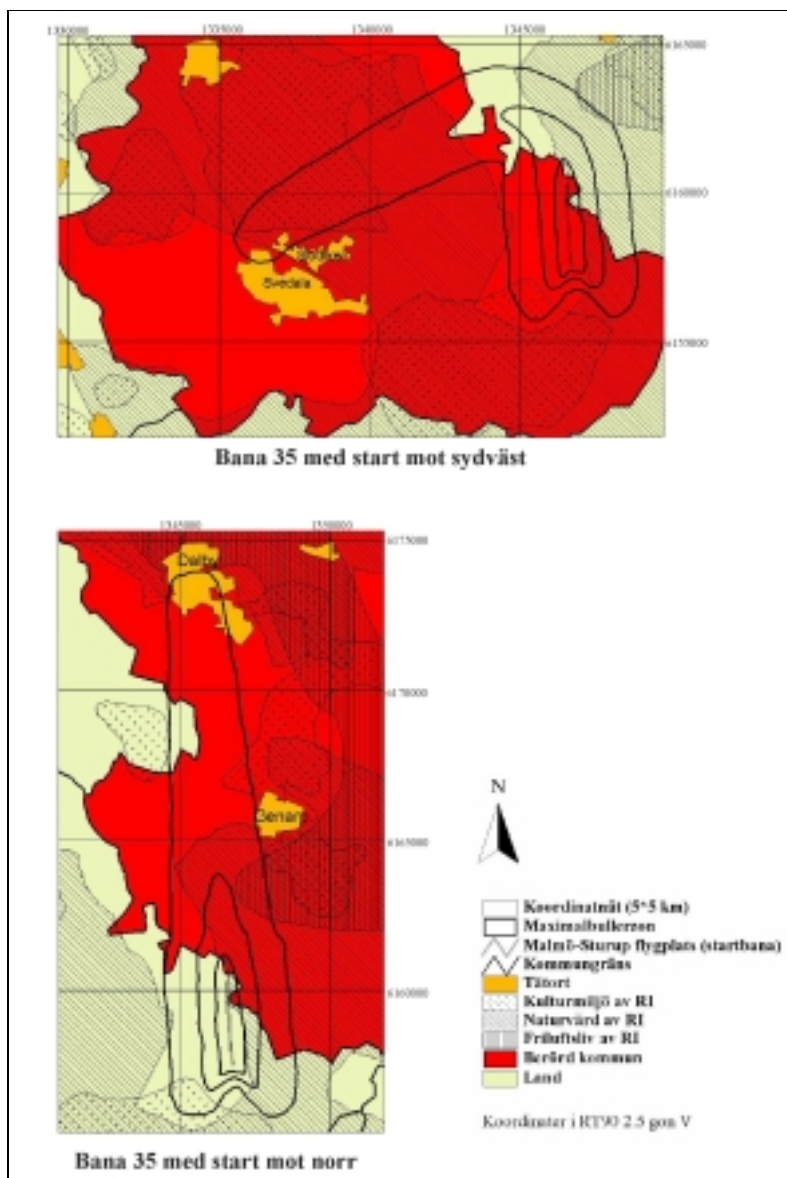 1330000 1335000 1340000 1345000
6165000
6160000
Svedala
6155000
Bana 35 med start mot sydväst
1345000 1350000
6175000
Dalby
6170000
Genarp
6165000
6160000
N
Koordinatnät (5*5 km)
Maximalbullerzon
Malmö-Sturup flygplats (startbana)
Kommungräns
Tätort
Kulturmiljö av RI
Naturvård av RI
Friluftsliv av RI
Berörd kommun
Land
Koordinater i RT90 2.5 gon V
Bana 35 med start mot norr